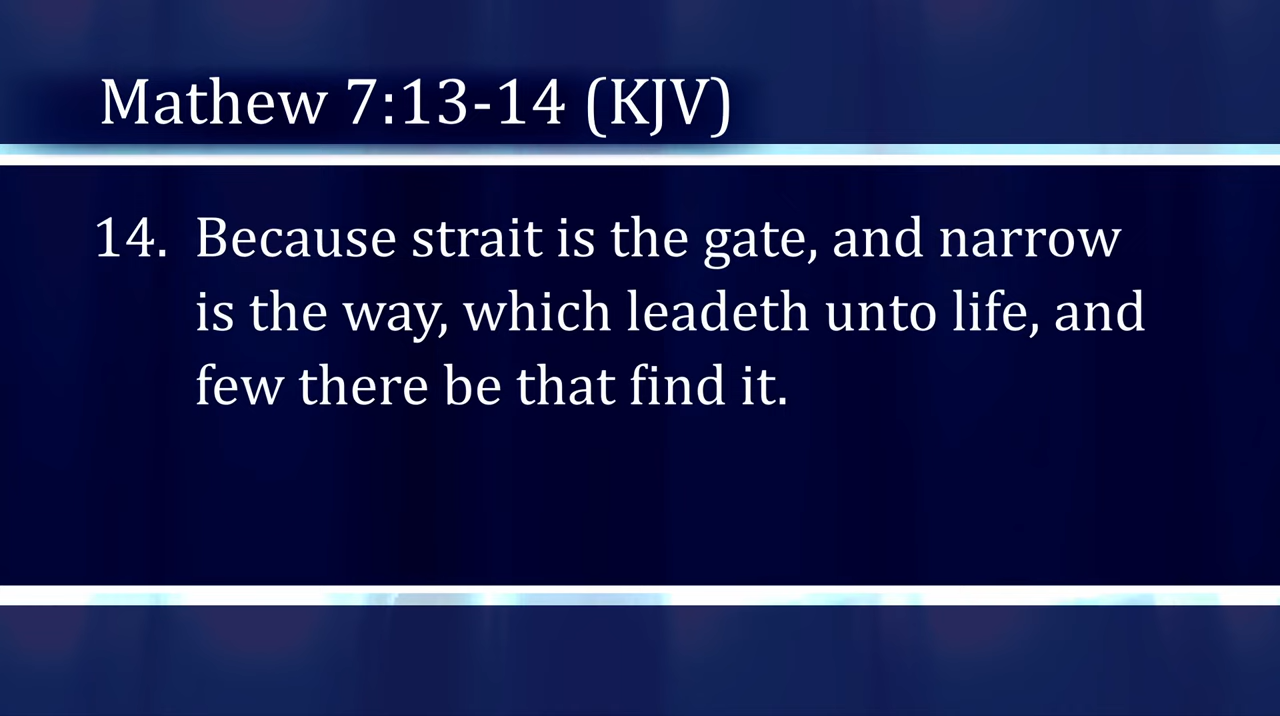 Mathew 7:13-14 (KJV)
14. Because strait is the gate, and narrow
is the way, which leadeth unto life, and
few there be that find it.